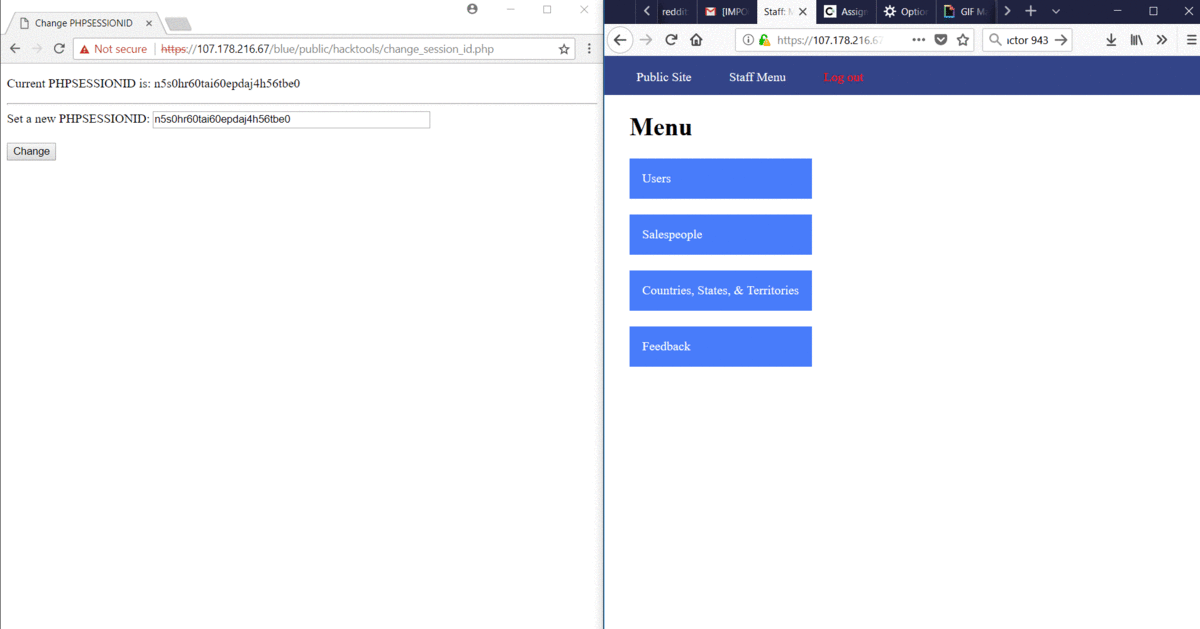 Change PHPSESSIONID
Not secure https://107.178.216.67/blue/public/hacktools/change_session_id.php
Current PHPSESSIONID is: n5s0hr60tai60epdaj4h56tbe0
Set a new PHPSESSIONID: n5s0hr60tai60epdaj4h56tbe0
Change
reddit [IMPO Staff: Assign Optio GIF M
https://107.178.216.67 ctor 943
Public Site Staff Menu Log out
Menu
Users
Salespeople
Countries, States, & Territories
Feedback